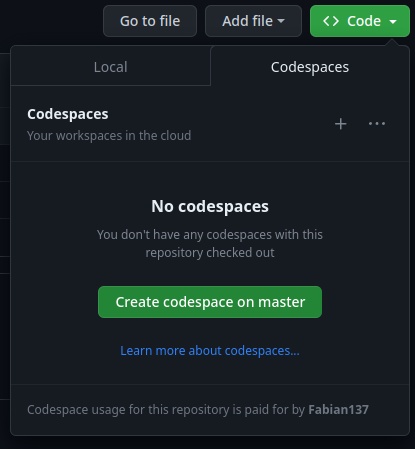 Go to file Add file Code
Local Codespaces
Codespaces
Your workspaces in the cloud
No codespaces
You don't have any codespaces with this
repository checked out
Create codespace on master
Learn more about codespaces...
Codespace usage for this repository is paid for by Fabian137